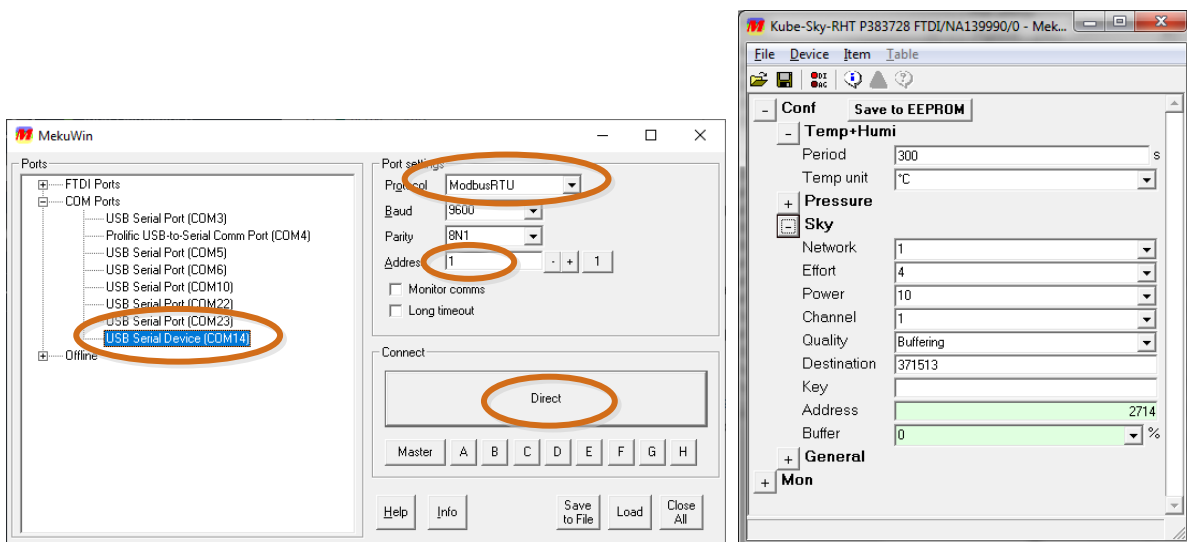 MekuWin
Ports
FTDI Ports
COM Ports
USB Serial Port (COM3)
Prolific USB-to-Serial Comm Port (COM4)
USB Serial Port (COM5)
USB Serial Port (COM6)
USB Serial Port (COM10)
USB Serial Port (COM22)
USB Serial Port (COM23)
USB Serial Device (COM14)
Offline
Port settings
Protocol ModbusRTU
Baud 9600
Parity 8N1
Address 1 - + 1
Monitor comms
Long timeout
Connect
Direct
Master A B C D E F G H
Help Info Save to File Load Close All
Kube-Sky-RHT P383728 FTDI/NA139990/0 - Mek...
File Device Item Table
Conf Save to EEPROM
Temp+Humi
Period 300 s
Temp unit °C
Pressure
Sky
Network 1
Effort 4
Power 10
Channel 1
Quality Buffering
Destination 371513
Key
Address 2714
Buffer 0 %
General
Mon